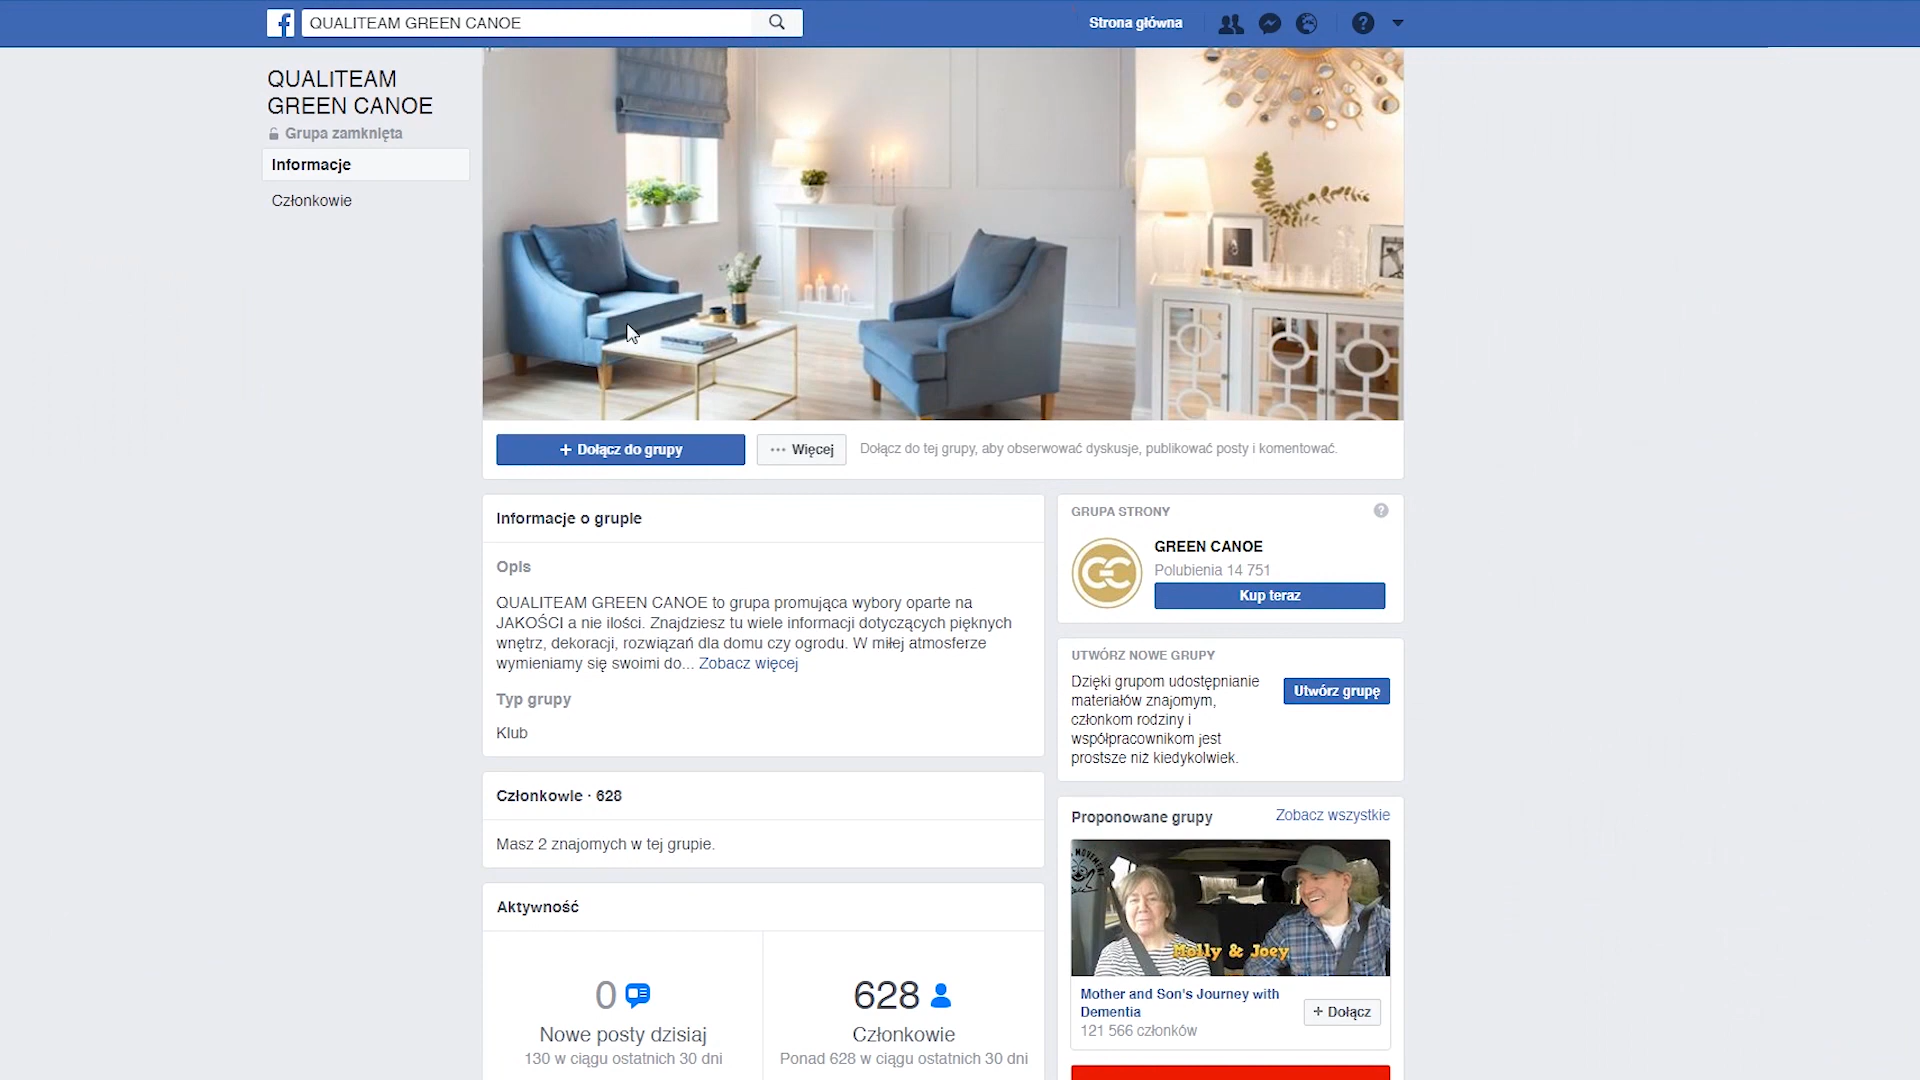 QUALITEAM GREEN CANOE
Strona główna
QUALITEAM
GREEN CANOE
Grupa zamknięta
Informacje
Członkowie
+ Dołącz do grupy
Więcej
Dołącz do tej grupy, aby obserwować dyskusje, publikować posty i komentować.
Informacje o grupie
Opis
QUALITEAM GREEN CANOE to grupa promująca wybory oparte na
JAKOŚCI a nie ilości. Znajdziesz tu wiele informacji dotyczących pięknych
wnętrz, dekoracji, rozwiązań dla domu czy ogrodu. W miłej atmosferze
wymieniamy się swoimi do... Zobacz więcej
Typ grupy
Klub
Członkowie · 628
Masz 2 znajomych w tej grupie.
Aktywność
0
Nowe posty dzisiaj
130 w ciągu ostatnich 30 dni
628
Członkowie
Ponad 628 w ciągu ostatnich 30 dni
GRUPA STRONY
GREEN CANOE
Polubienia 14 751
Kup teraz
UTWÓRZ NOWE GRUPY
Dzięki grupom udostępnianie
materiałów znajomym,
członkom rodziny i
współpracownikom jest
prostsze niż kiedykolwiek.
Utwórz grupę
Proponowane grupy
Zobacz wszystkie
MOVEMENT
Molly & Joey
Mother and Son's Journey with
Dementia
121 566 członków
+ Dołącz